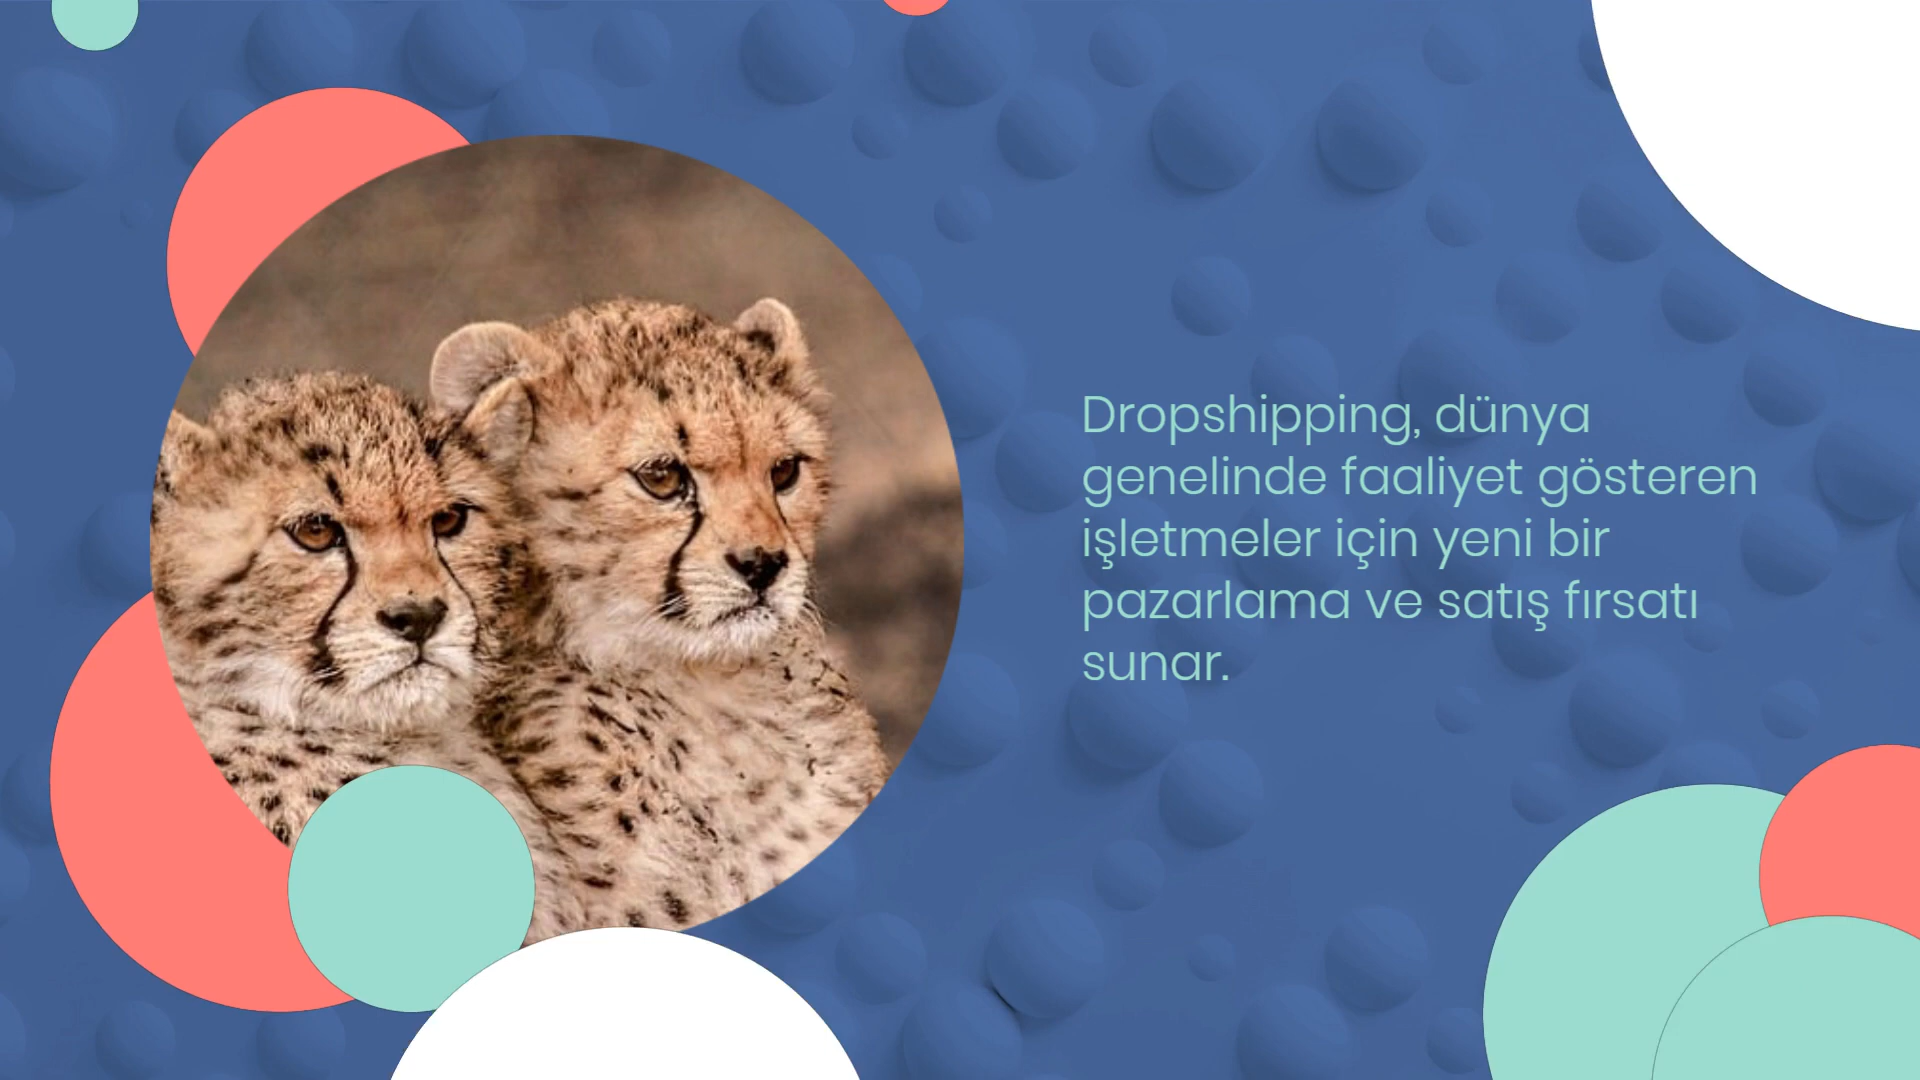 Dropshipping, dünya
genelinde faaliyet gösteren
işletmeler için yeni bir
pazarlama ve satış fırsatı
sunar.